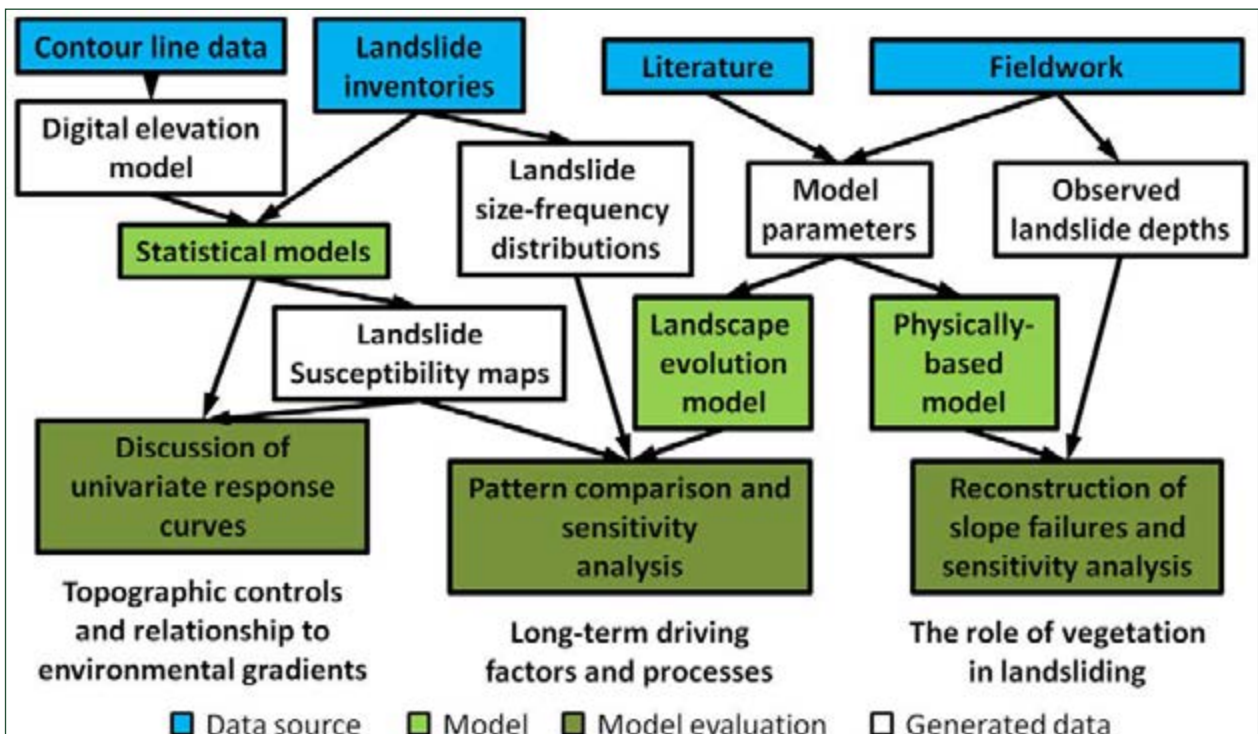 Contour line data
Landslide
inventories
Literature
Fieldwork
Digital elevation
model
Landslide
size-frequency
distributions
Model
parameters
Observed
landslide depths
Statistical models
Landslide
Susceptibility maps
Landscape
evolution
model
Physically-
based
model
Discussion of
univariate response
curves
Pattern comparison and
sensitivity
analysis
Reconstruction of
slope failures and
sensitivity analysis
Topographic controls
and relationship to
environmental gradients
Long-term driving
factors and processes
The role of vegetation
in landsliding
Data source
Model
Model evaluation
Generated data